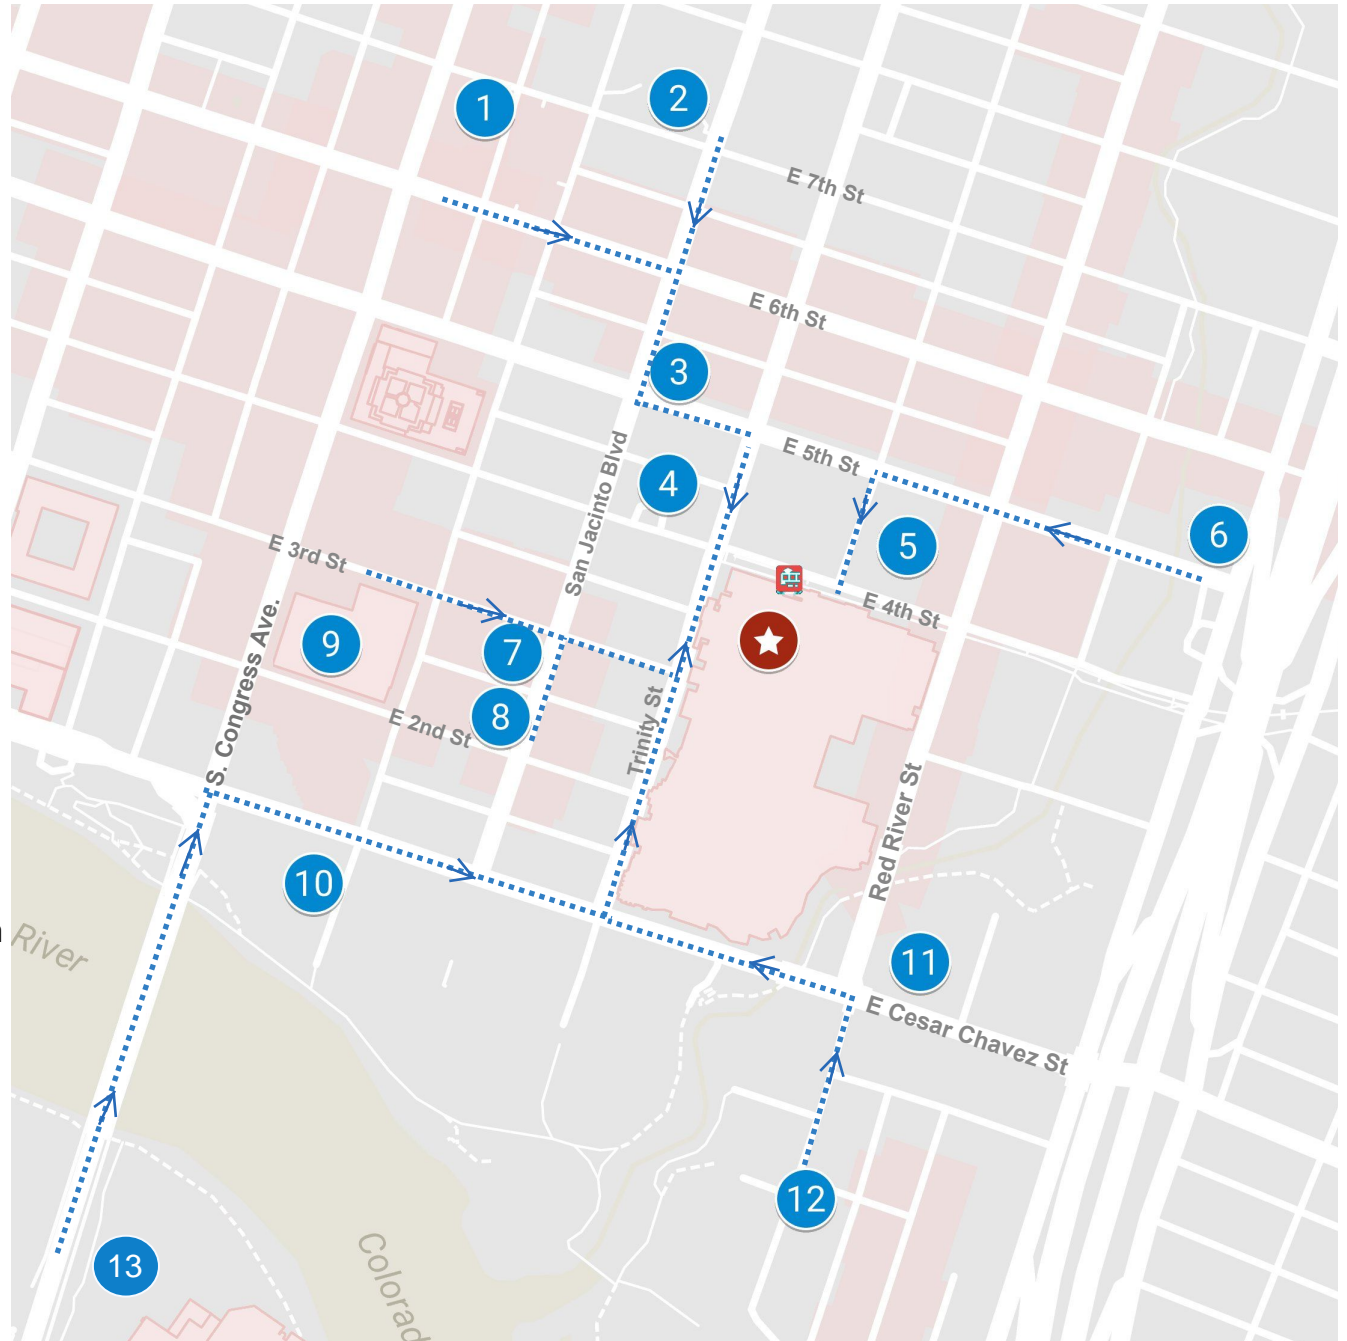 1
2
E 7th St
E 6th St
3
E 5th St
San Jacinto Blvd
4
6
5
E 3rd St
E 4th St
9
7
8
E 2nd St
S. Congress Ave.
Trinity St
Red River St
10
River
11
E Cesar Chavez St
12
13
Colorad